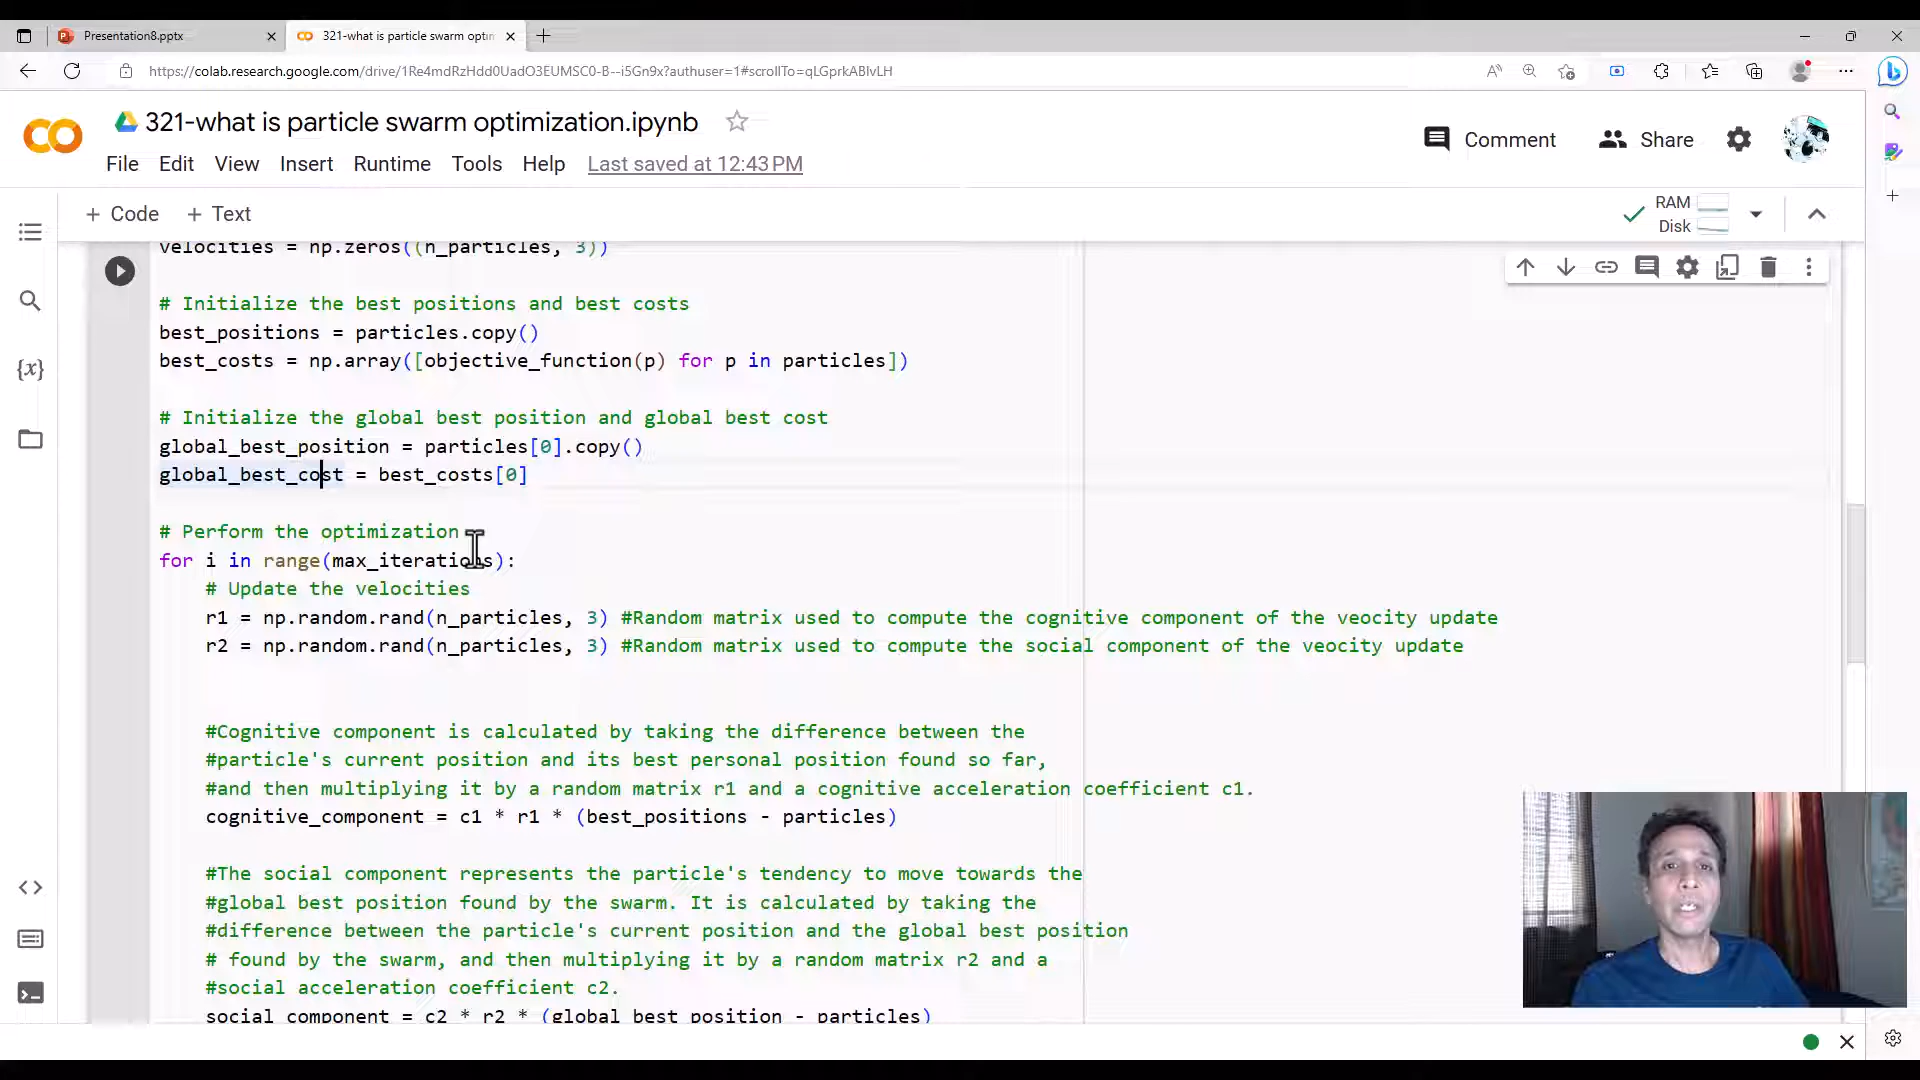 Presentation8.pptx
321-what is particle swarm optim
https://colab.research.google.com/drive/1Re4mdRzHdd0UadO3EUMSC0-B--i5Gn9x?authuser=1#scrollTo=qLGprkABlvLH
321-what is particle swarm optimization.ipynb
Comment
Share
File Edit View Insert Runtime Tools Help Last saved at 12:43 PM
+ Code + Text
RAM
Disk
velocities = np.zeros((n_particles, 3))
# Initialize the best positions and best costs
best_positions = particles.copy()
best_costs = np.array([objective_function(p) for p in particles])
# Initialize the global best position and global best cost
global_best_position = particles[0].copy()
global_best_cost = best_costs[0]
# Perform the optimization
for i in range(max_iterations):
# Update the velocities
r1 = np.random.rand(n_particles, 3) #Random matrix used to compute the cognitive component of the veocity update
r2 = np.random.rand(n_particles, 3) #Random matrix used to compute the social component of the veocity update
#Cognitive component is calculated by taking the difference between the
#particle's current position and its best personal position found so far,
#and then multiplying it by a random matrix r1 and a cognitive acceleration coefficient c1.
cognitive_component = c1 * r1 * (best_positions - particles)
#The social component represents the particle's tendency to move towards the
#global best position found by the swarm. It is calculated by taking the
#difference between the particle's current position and the global best position
# found by the swarm, and then multiplying it by a random matrix r2 and a
#social acceleration coefficient c2.
social_component = c2 * r2 * (global_best_position - particles)